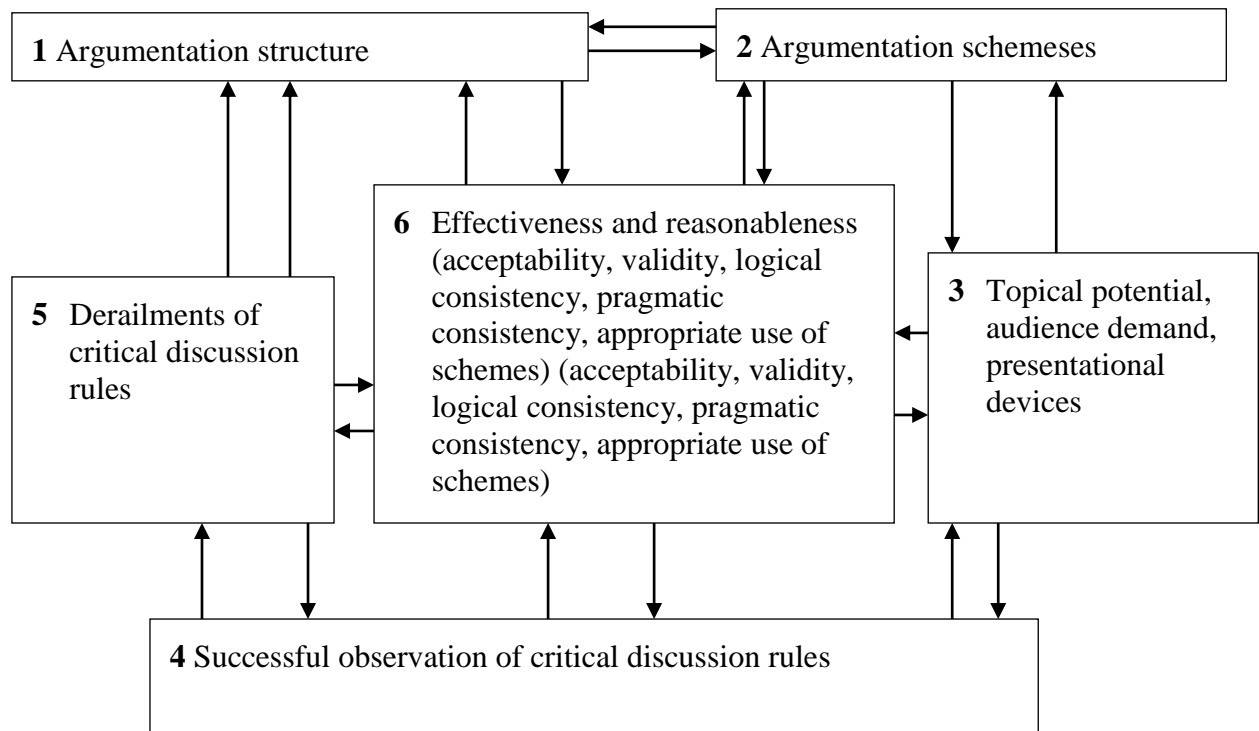 1 Argumentation structure
2 Argumentation schemeses
6 Effectiveness and reasonableness
(acceptability, validity, logical
consistency, pragmatic
consistency, appropriate use of
schemes) (acceptability, validity,
logical consistency, pragmatic
consistency, appropriate use of
schemes)
5 Derailments of
critical discussion
rules
3 Topical potential,
audience demand,
presentational
devices
4 Successful observation of critical discussion rules